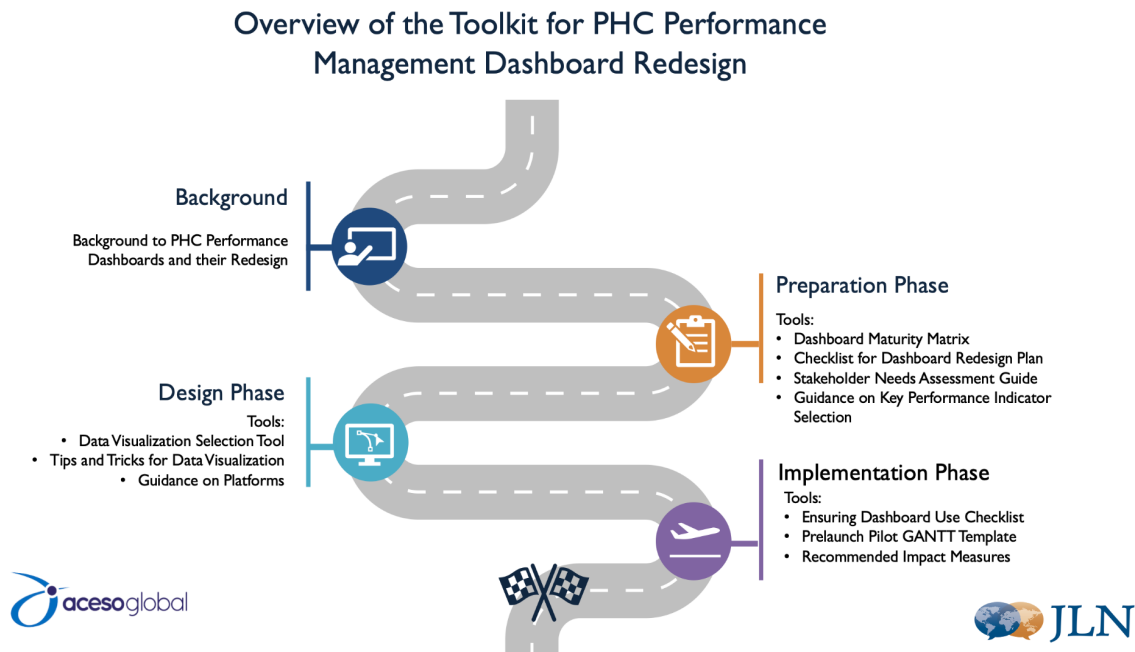 Overview of the Toolkit for PHC Performance
Management Dashboard Redesign
Background
Background to PHC Performance
Dashboards and their Redesign
Preparation Phase
Tools:
• Dashboard Maturity Matrix
• Checklist for Dashboard Redesign Plan
• Stakeholder Needs Assessment Guide
• Guidance on Key Performance Indicator
Selection
Design Phase
Tools:
• Data Visualization Selection Tool
• Tips and Tricks for Data Visualization
• Guidance on Platforms
Implementation Phase
Tools:
• Ensuring Dashboard Use Checklist
• Prelaunch Pilot GANTT Template
• Recommended Impact Measures
acesoglobal
JLN